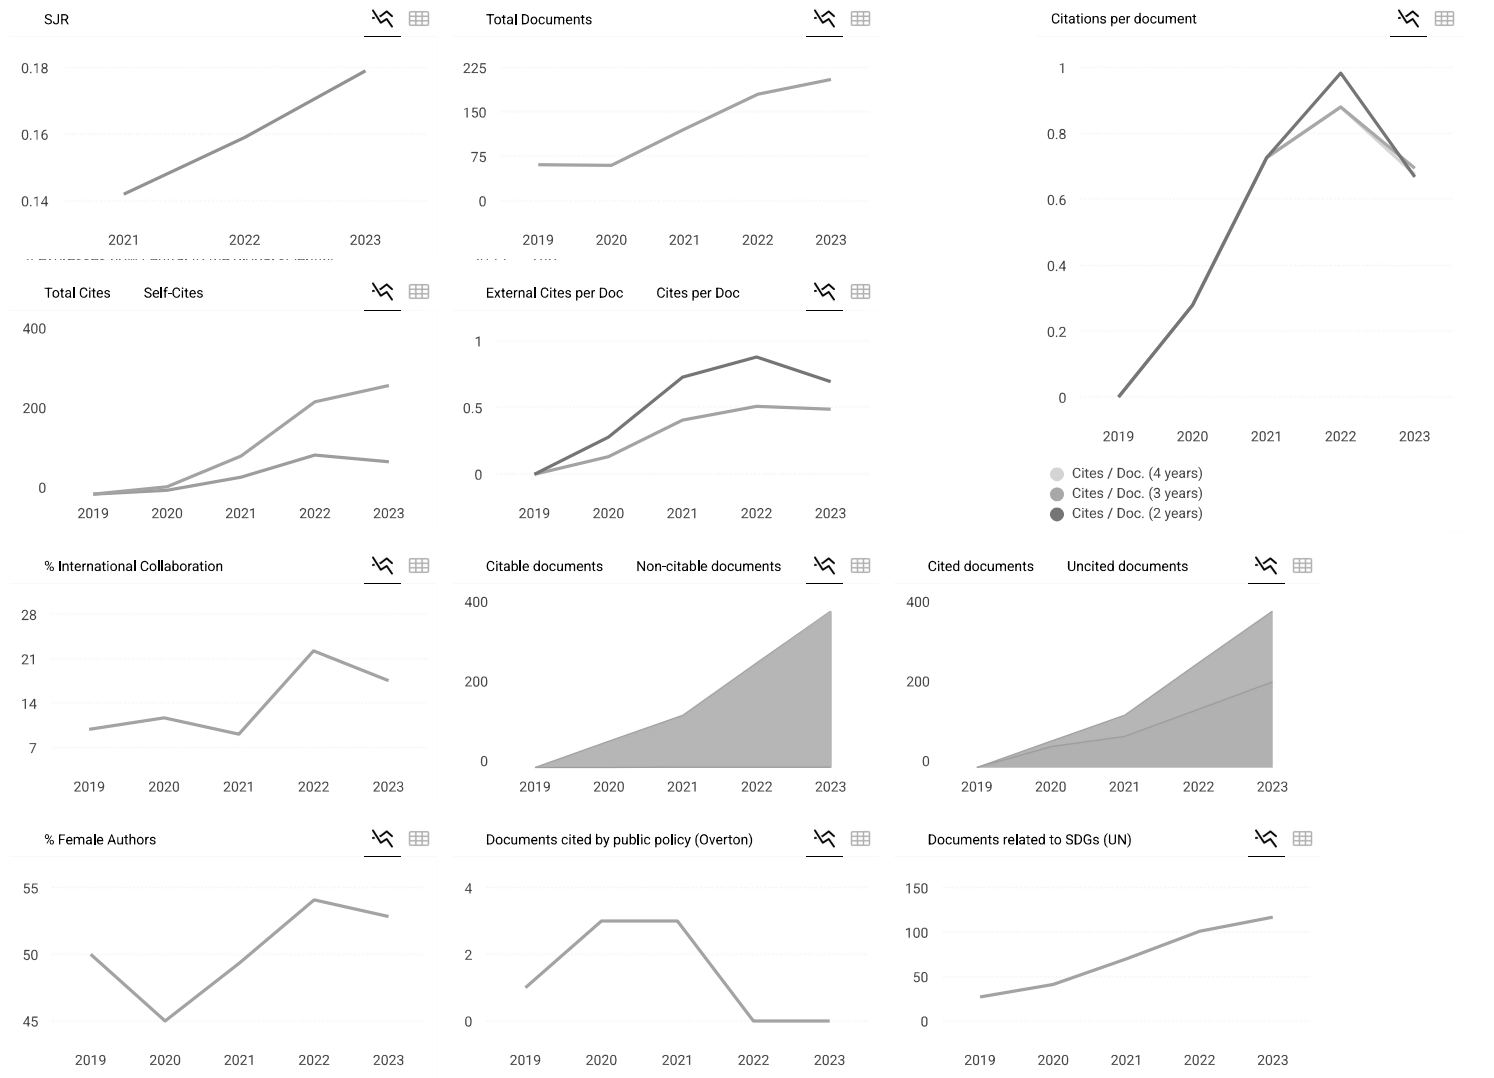 SJR
0.18
0.16
0.14
2021 2022 2023
Total Documents
225
150
75
0
2019 2020 2021 2022 2023
Citations per document
1
0.8
0.6
0.4
0.2
0
2019 2020 2021 2022 2023
Cites / Doc. (4 years)
Cites / Doc. (3 years)
Cites / Doc. (2 years)
Total Cites Self-Cites
400
200
0
2019 2020 2021 2022 2023
External Cites per Doc Cites per Doc
1
0.5
0
2019 2020 2021 2022 2023
% International Collaboration
28
21
14
7
2019 2020 2021 2022 2023
Citable documents Non-citable documents
400
200
0
2019 2020 2021 2022 2023
Cited documents Uncited documents
400
200
0
2019 2020 2021 2022 2023
% Female Authors
55
50
45
2019 2020 2021 2022 2023
Documents cited by public policy (Overton)
4
2
0
2019 2020 2021 2022 2023
Documents related to SDGs (UN)
150
100
50
0
2019 2020 2021 2022 2023